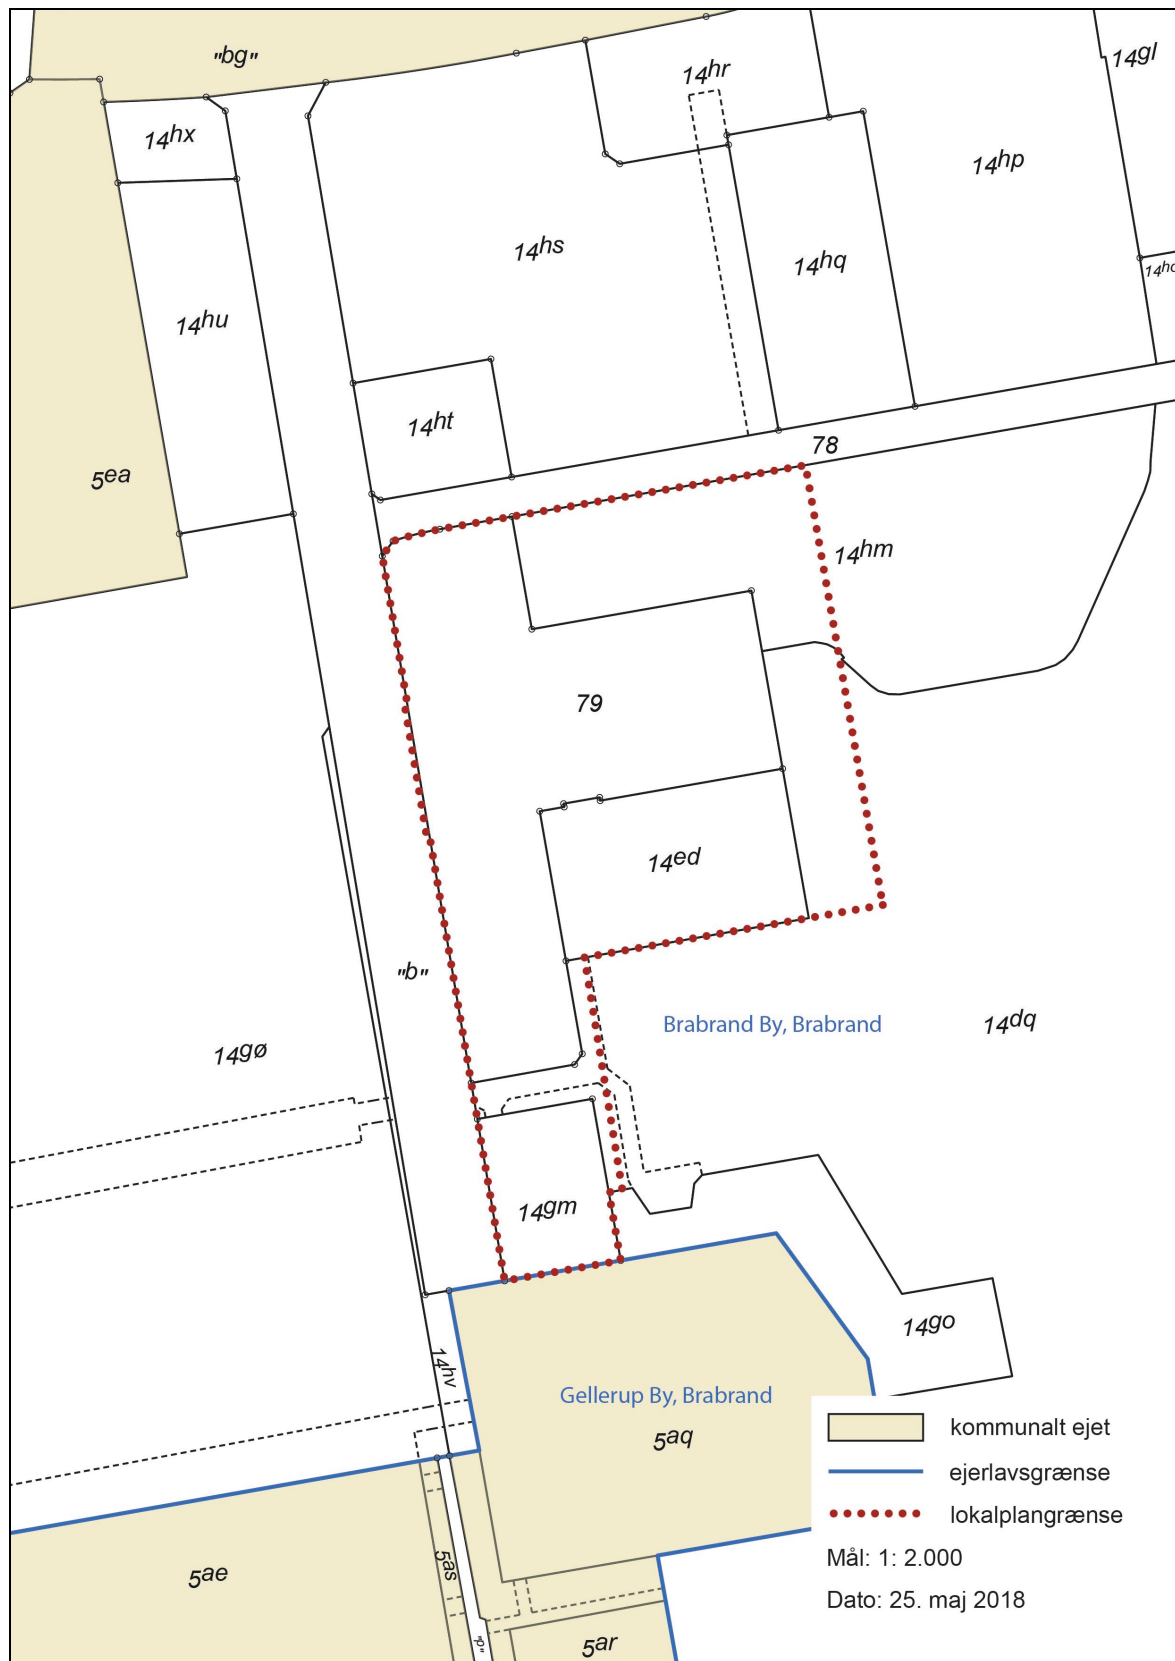 "bg"
14hr
14gl
14hx
14hp
14hs
14hq
14hu
14ht
78
5ea
14hm
79
14ed
"b"
14dq
Brabrand By, Brabrand
14gø
14gm
14go
14hv
Gellerup By, Brabrand
5aq
kommunalt ejet
ejerlavsgrænse
lokalplangrænse
Mål: 1: 2.000
Dato: 25. maj 2018
5ae
5as
"p"
5ar